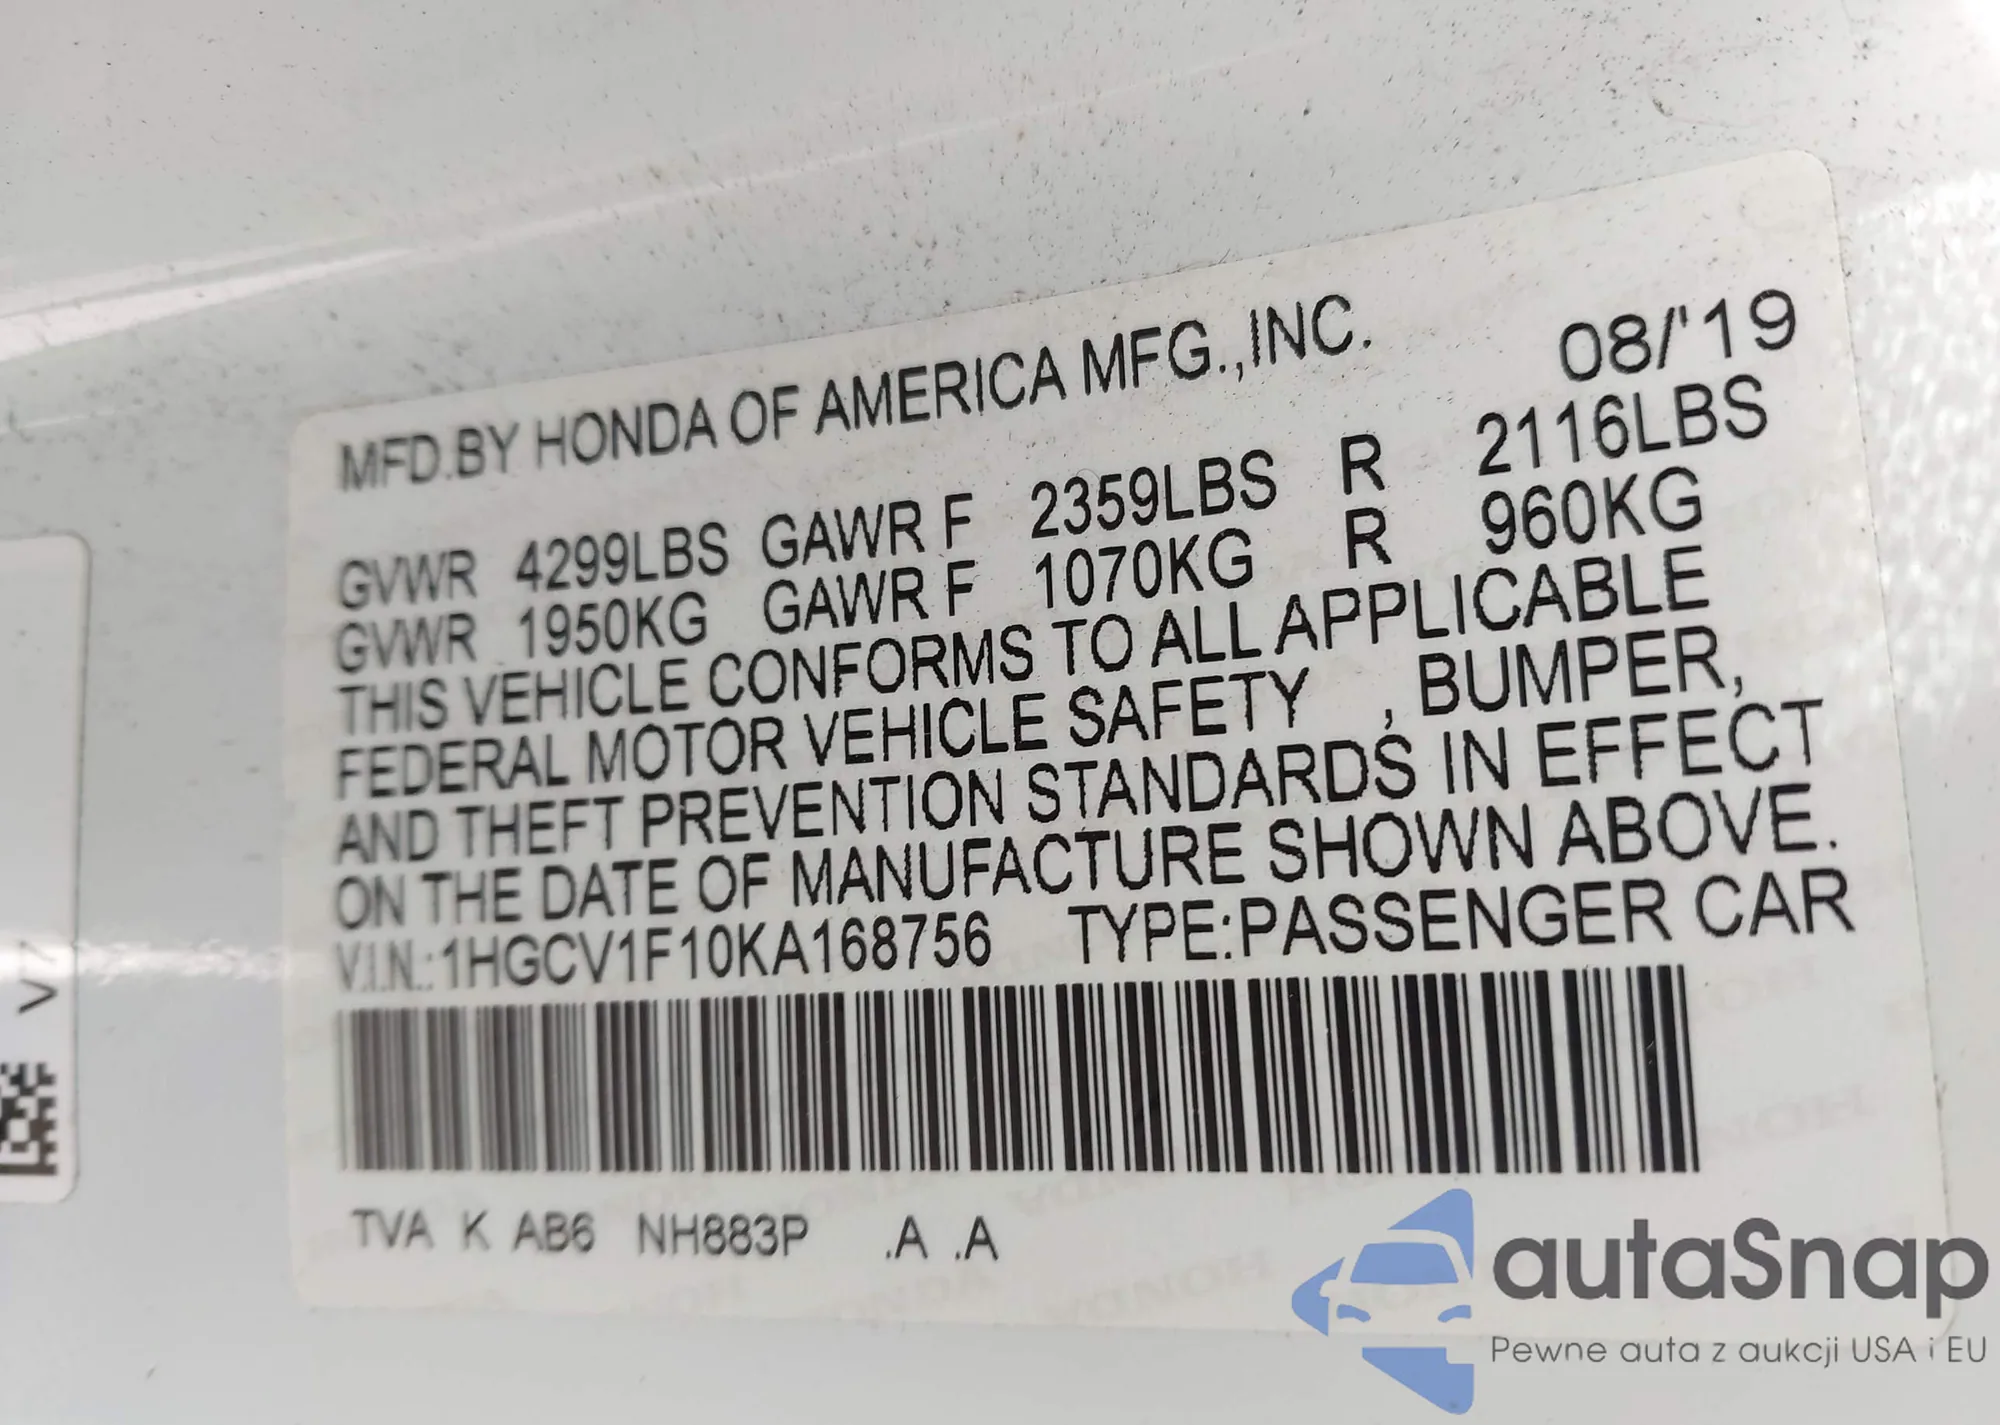 MFD.BY HONDA OF AMERICA MFG.,INC. 08/'19
GVWR 4299LBS GAWR F 2359LBS R 2116LBS
GVWR 1950KG GAWR F 1070KG R 960KG
THIS VEHICLE CONFORMS TO ALL APPLICABLE
FEDERAL MOTOR VEHICLE SAFETY , BUMPER,
AND THEFT PREVENTION STANDARDS IN EFFECT
ON THE DATE OF MANUFACTURE SHOWN ABOVE.
V.I.N.:1HGCV1F10KA168756 TYPE:PASSENGER CAR
TVA K AB6 NH883P .A .A
autaSnap
Pewne auta z aukcji USA i EU